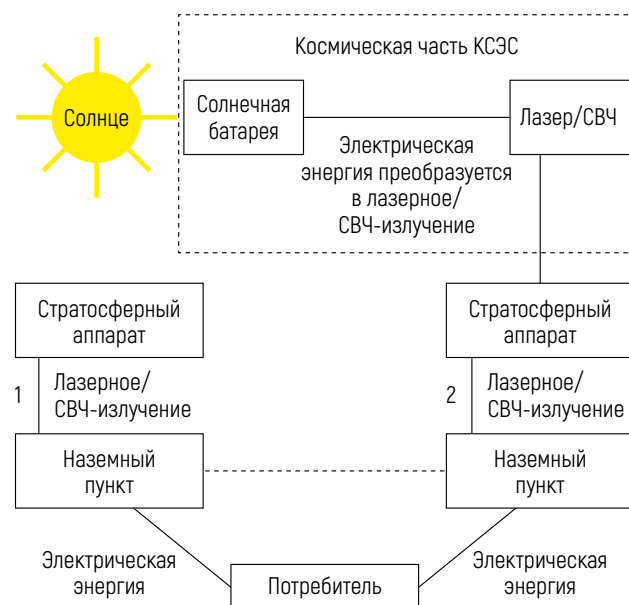 Космическая часть КСЭС
Солнце
Солнечная
батарея
Лазер/СВЧ
Электрическая
энергия преобразуется
в лазерное/
СВЧ-излучение
Стратосферный
аппарат
Стратосферный
аппарат
1
Лазерное/
СВЧ-излучение
2
Лазерное/
СВЧ-излучение
Наземный
пункт
Наземный
пункт
Электрическая
энергия
Потребитель
Электрическая
энергия